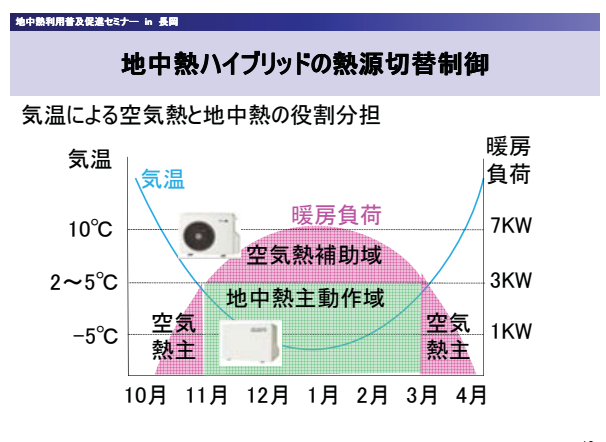 地中熱利用普及促進セミナー in 長岡
地中熱ハイブリッドの熱源切替制御
気温による空気熱と地中熱の役割分担
気温
暖房
負荷
気温
暖房負荷
10℃
7KW
空気熱補助域
2～5℃
3KW
地中熱主動作域
空気
熱主
空気
熱主
-5℃
1KW
10月 11月 12月 1月 2月 3月 4月